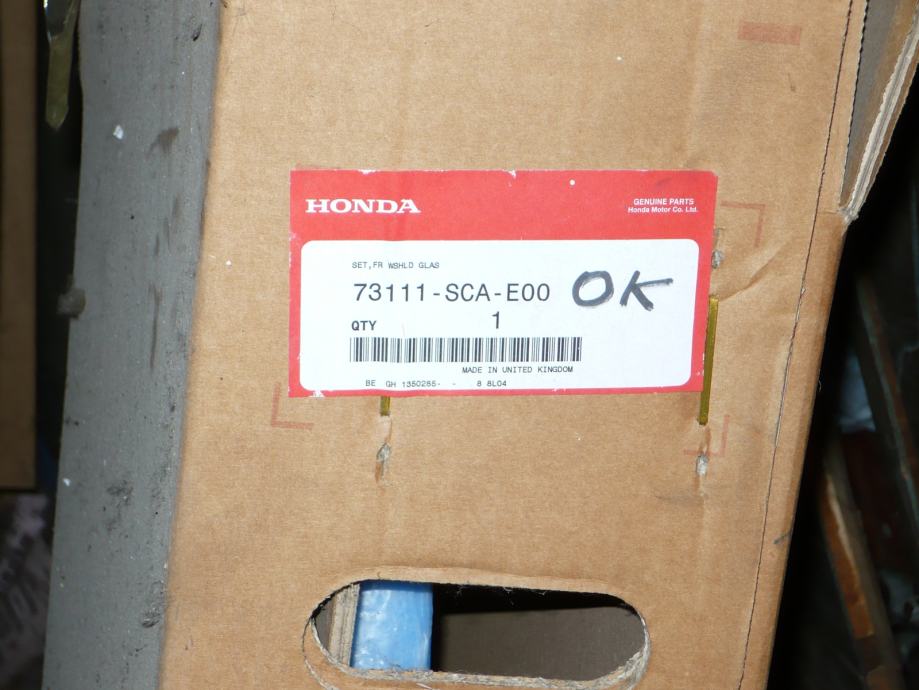 HONDA
GENUINE PARTS
Honda Motor Co. Ltd.
SET,FR WSHLD GLAS
73111-SCA-E00 OK
QTY 1
MADE IN UNITED KINGDOM
BE GH 1350285- - 8 8L04